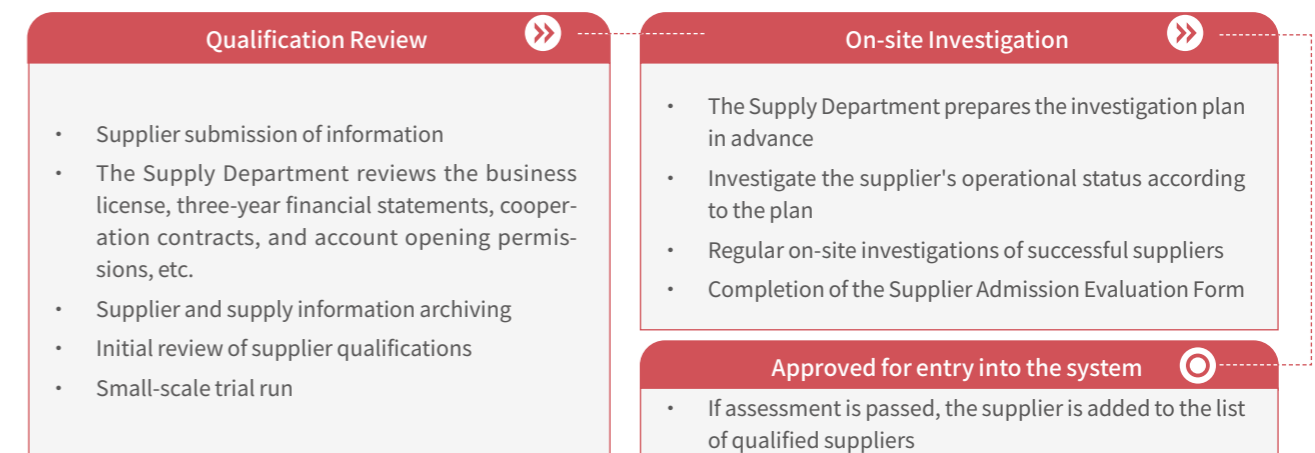 Qualification Review
• Supplier submission of information
• The Supply Department reviews the business
license, three-year financial statements, cooper-
ation contracts, and account opening permis-
sions, etc.
• Supplier and supply information archiving
• Initial review of supplier qualifications
• Small-scale trial run
On-site Investigation
• The Supply Department prepares the investigation plan
in advance
• Investigate the supplier's operational status according
to the plan
• Regular on-site investigations of successful suppliers
• Completion of the Supplier Admission Evaluation Form
Approved for entry into the system
• If assessment is passed, the supplier is added to the list
of qualified suppliers